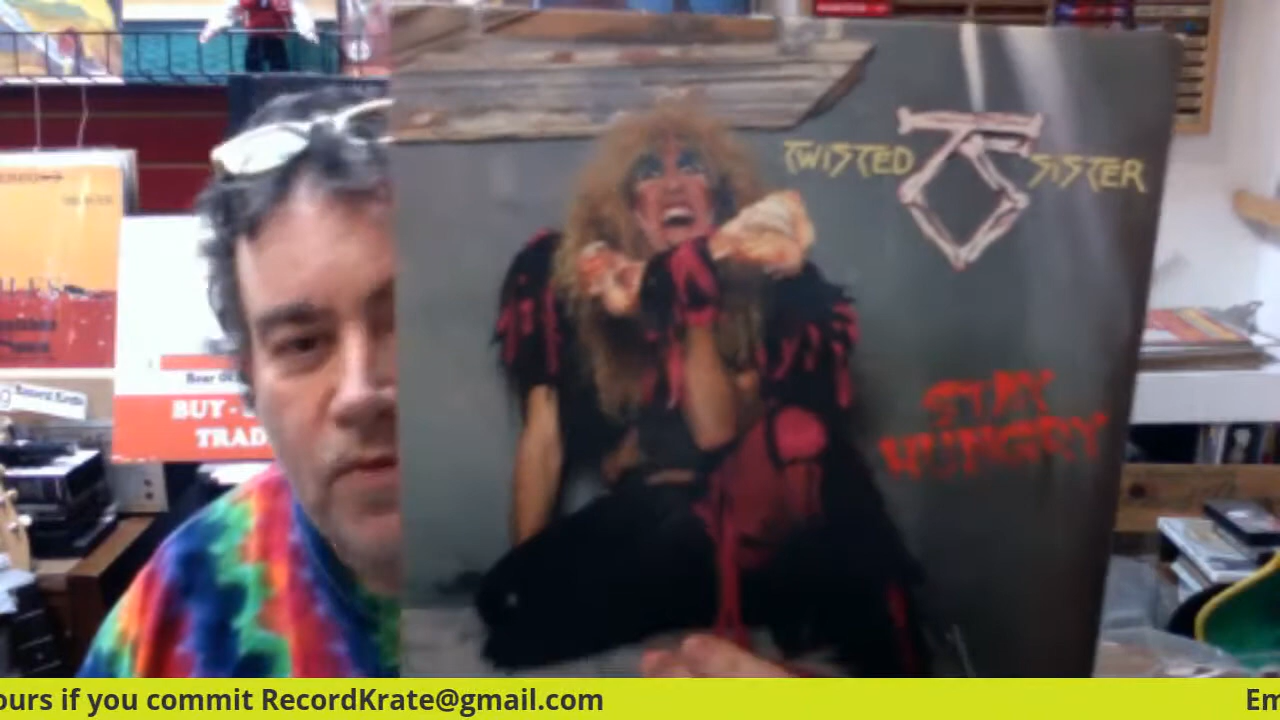 TWISTED SISTER
STAY
HUNGRY
BUY -
TRAD
ours if you commit RecordKrate@gmail.com
Em